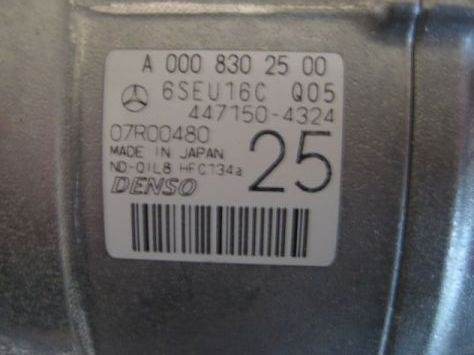 A 000 830 25 00
6SEU16C Q05
447150-4324
07R00480
MADE IN JAPAN
ND-OIL8 HFC134a
25
DENSO